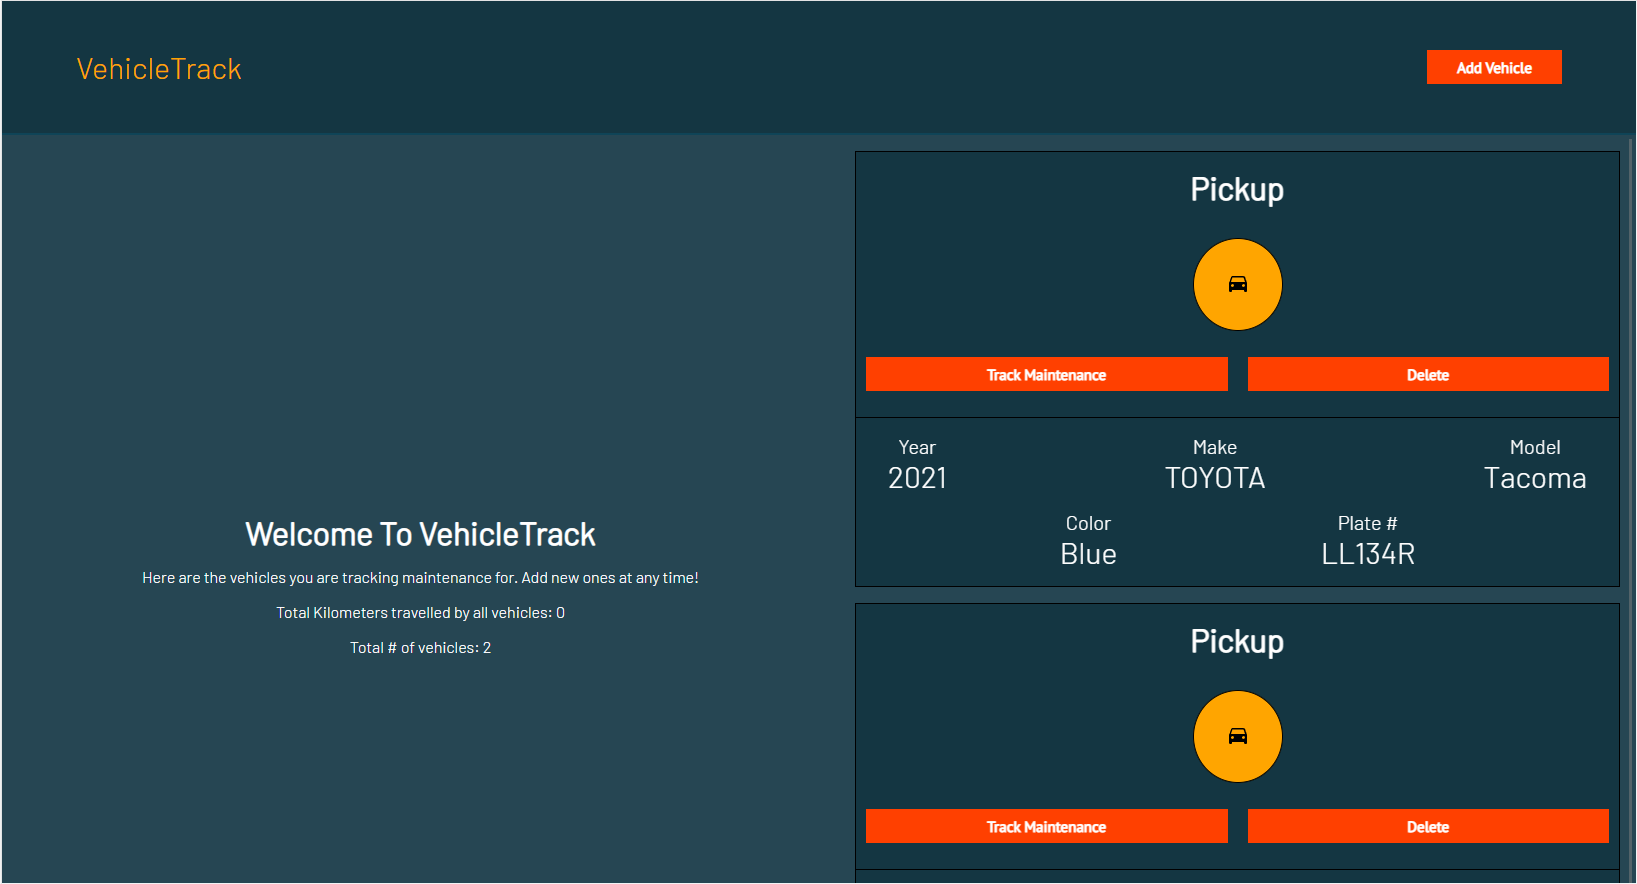 VehicleTrack
Add Vehicle
Welcome To VehicleTrack
Here are the vehicles you are tracking maintenance for. Add new ones at any time!
Total Kilometers travelled by all vehicles: 0
Total # of vehicles: 2
Pickup
Track Maintenance Delete
Year Make Model
2021 TOYOTA Tacoma
Color Plate #
Blue LL134R
Pickup
Track Maintenance Delete